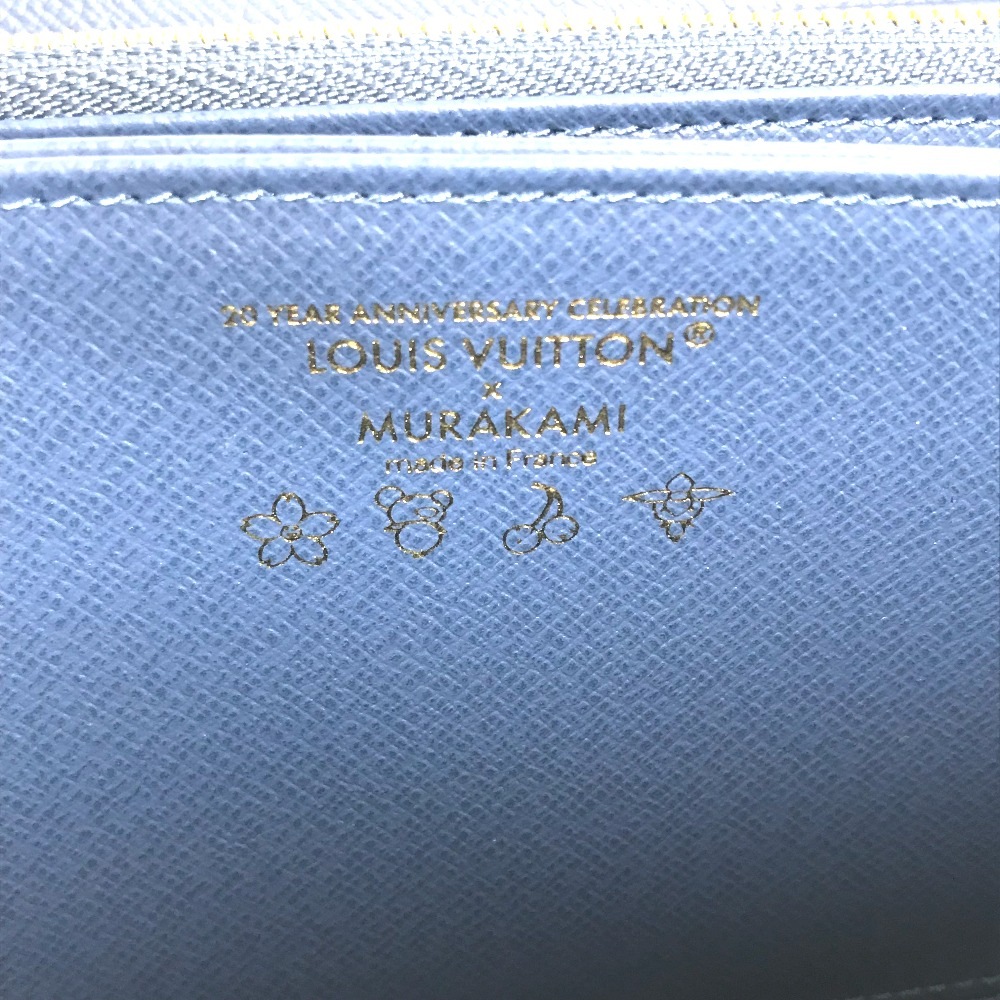 20 YEAR ANNIVERSARY CELEBRATION
LOUIS VUITTON®
×
MURAKAMI
made in France